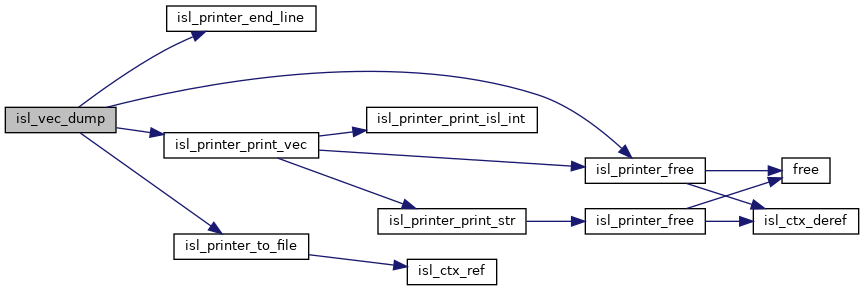 isl_printer_end_line
isl_vec_dump
isl_printer_print_isl_int
isl_printer_print_vec
isl_printer_free
free
isl_printer_print_str
isl_printer_free
isl_ctx_deref
isl_printer_to_file
isl_ctx_ref